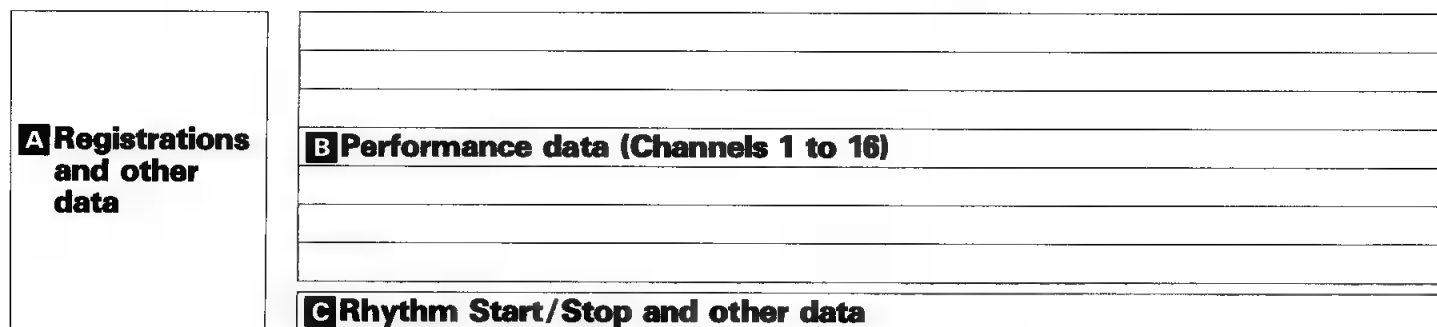 A Registrations
and other
data
B Performance data (Channels 1 to 16)
C Rhythm Start/Stop and other data